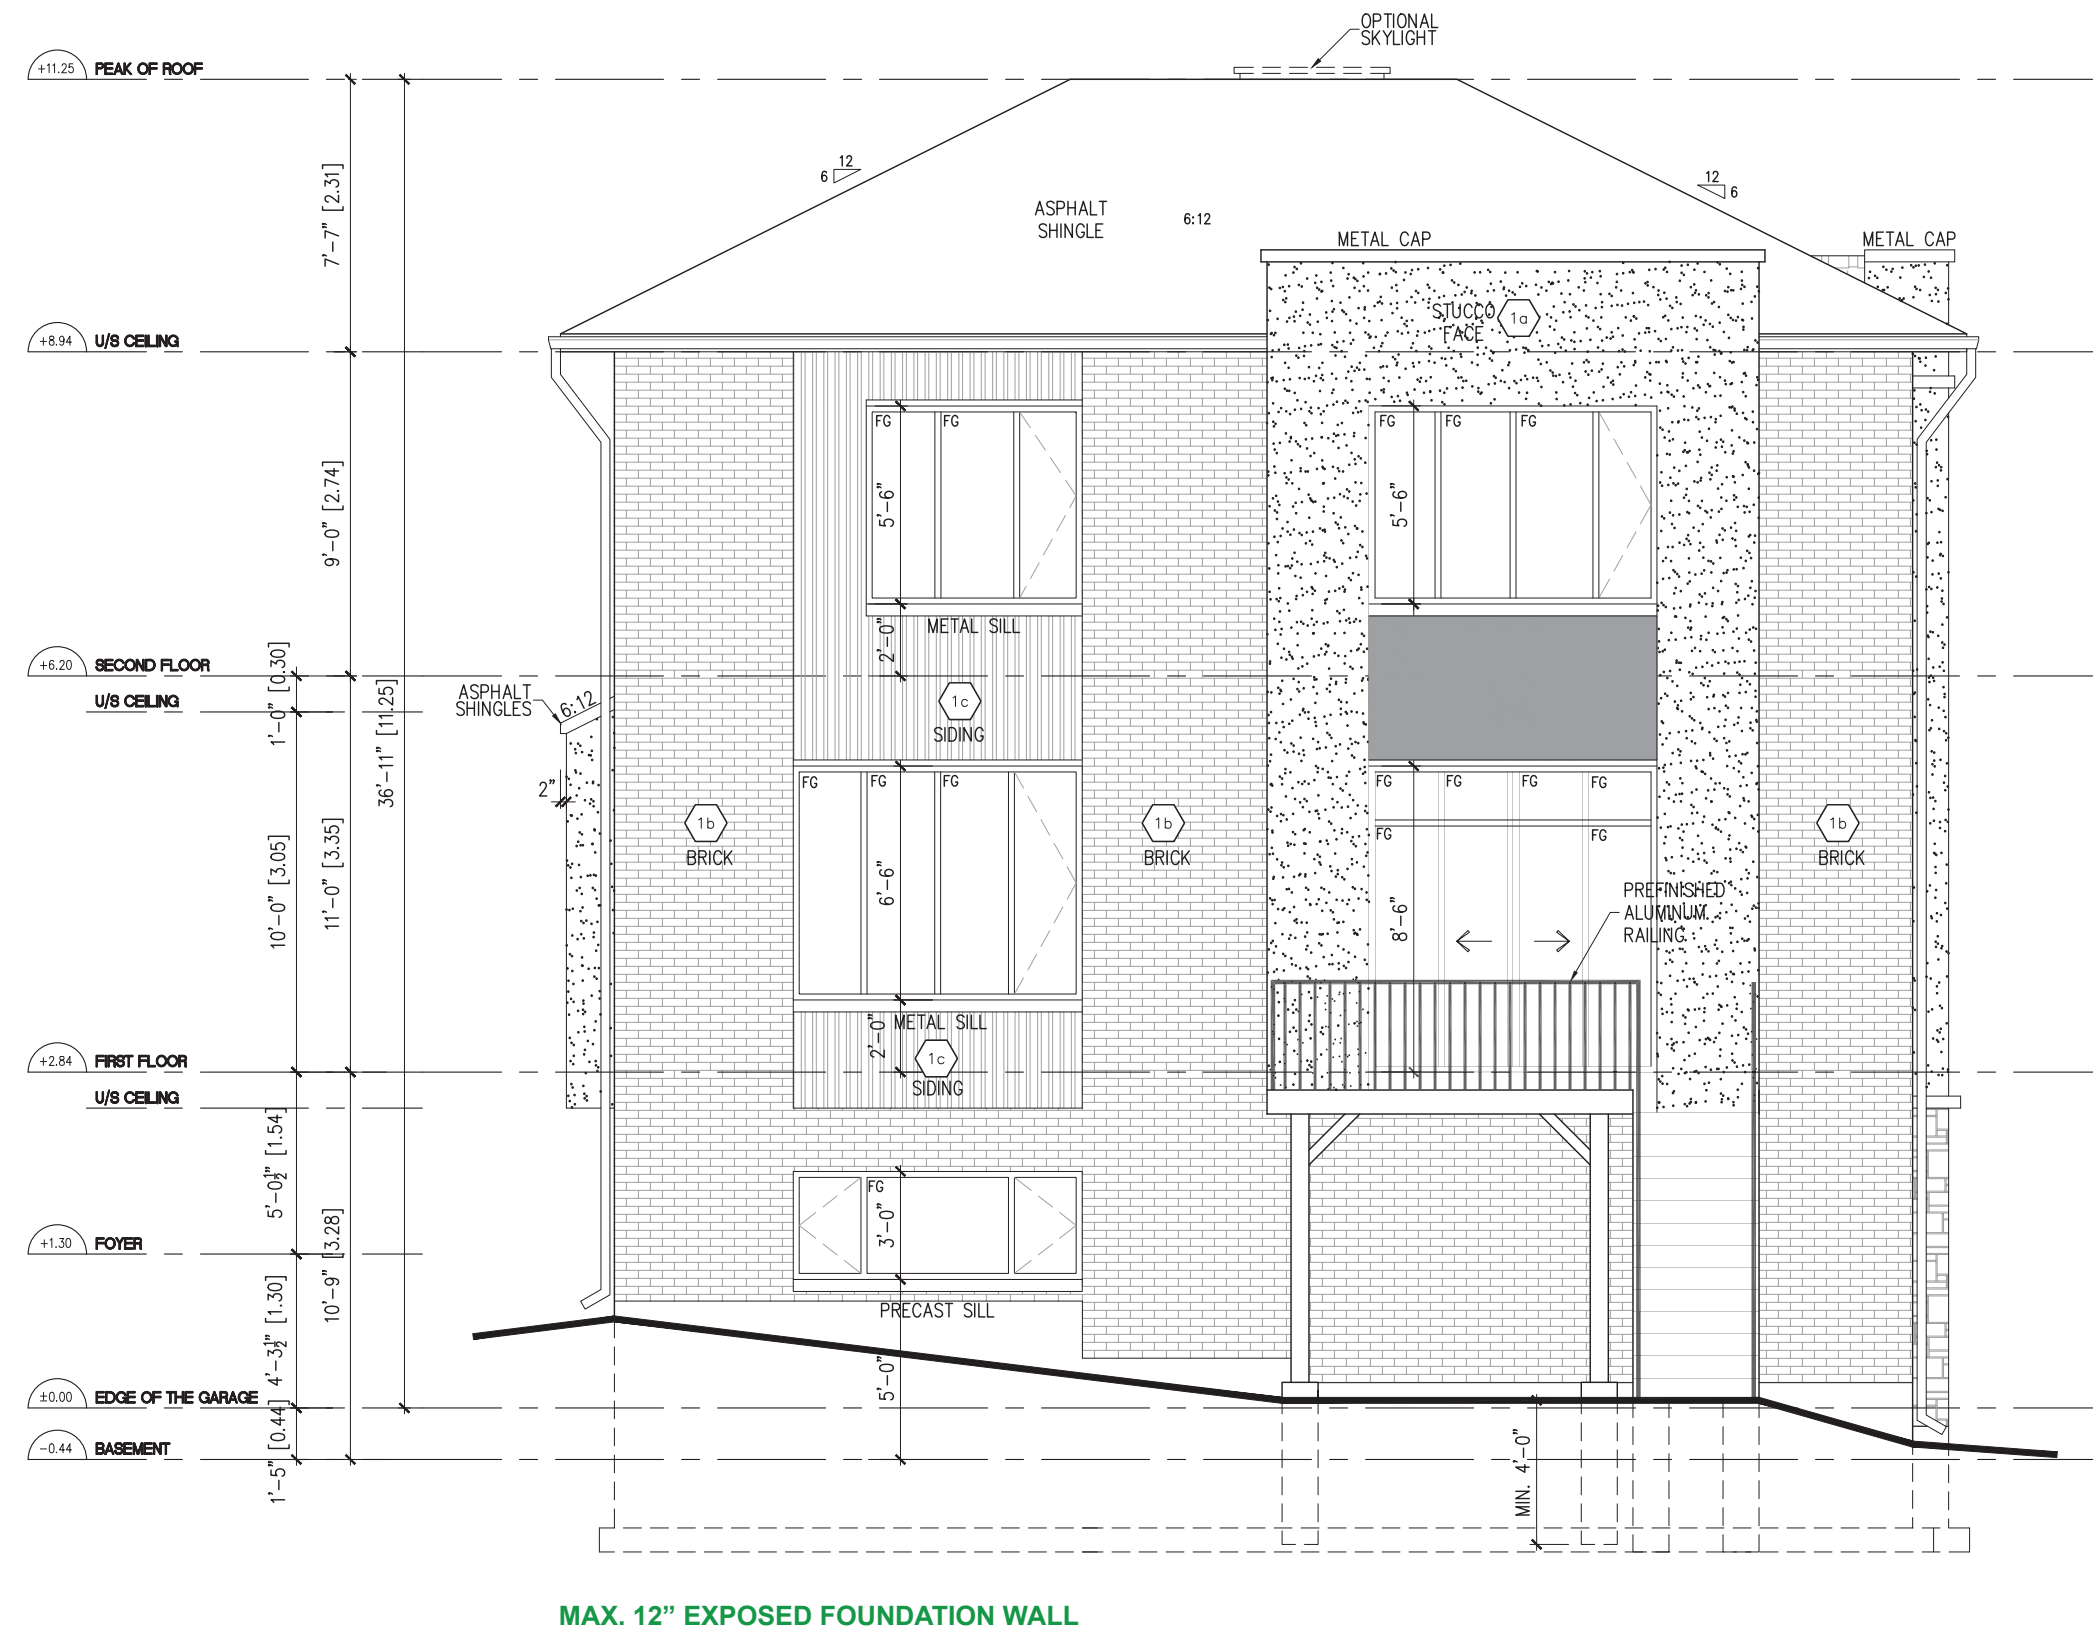 OPTIONAL
SKYLIGHT
+11.25 PEAK OF ROOF
7'-7" [2.31]
12
6
12
6
ASPHALT
SHINGLE
6:12
METAL CAP
METAL CAP
STUCCO
FACE
1a
+8.94 U/S CEILING
9'-0" [2.74]
FG FG
FG FG FG
5'-6"
5'-6"
METAL SILL
2'-0"
+6.20 SECOND FLOOR
1'-0" [0.30]
U/S CEILING
36'-11" [11.25]
ASPHALT
SHINGLES
6:12
1c
SIDING
2"
FG FG FG
FG FG FG FG
FG FG
1b
BRICK
1b
BRICK
1b
BRICK
10'-0" [3.05]
11'-0" [3.35]
6'-6"
8'-6"
PREFINISHED
ALUMINUM
RAILING
METAL SILL
2'-0"
1c
SIDING
+2.84 FIRST FLOOR
U/S CEILING
5'-0½" [1.54]
FG
3'-0"
+1.30 FOYER
10'-9" [3.28]
4'-3½" [1.30]
PRECAST SILL
5'-0"
±0.00 EDGE OF THE GARAGE
-0.44 BASEMENT
1'-5" [0.44]
MIN. 4'-0"
MAX. 12” EXPOSED FOUNDATION WALL